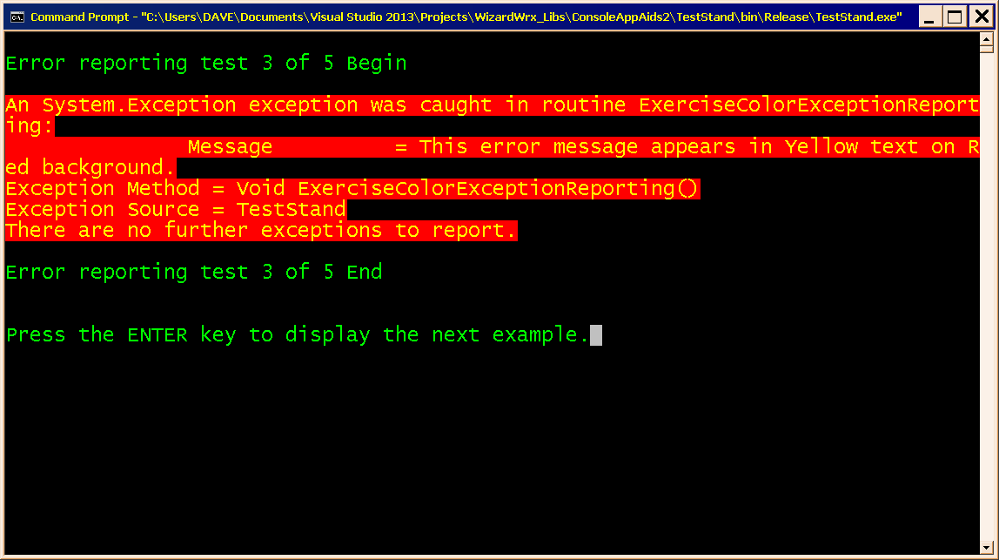 Command Prompt - "C:\Users\DAVE\Documents\Visual Studio 2013\Projects\WizardWrx_Libs\ConsoleAppAids2\TestStand\bin\Release\TestStand.exe"
Error reporting test 3 of 5 Begin
An System.Exception exception was caught in routine ExerciseColorExceptionReport
ing:
Message = This error message appears in Yellow text on R
ed background.
Exception Method = Void ExerciseColorExceptionReporting()
Exception Source = TestStand
There are no further exceptions to report.
Error reporting test 3 of 5 End
Press the ENTER key to display the next example.